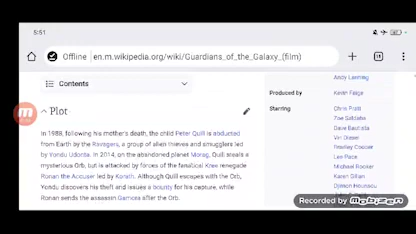 5:51
Offline en.m.wikipedia.org/wiki/Guardians_of_the_Galaxy_(film)
Contents
Plot
In 1988, following his mother's death, the child Peter Quill is abducted
from Earth by the Ravagers, a group of alien thieves and smugglers led
by Yondu Udonta. In 2014, on the abandoned planet Morag, Quill steals a
mysterious Orb, but is attacked by forces of the fanatical Kree renegade
Ronan the Accuser led by Korath. Although Quill escapes with the Orb,
Yondu discovers his theft and issues a bounty for his capture, while
Ronan sends the assassin Gamora after the Orb.
Andy Lanning
Produced by Kevin Feige
Starring Chris Pratt
Zoe Saldaña
Dave Bautista
Vin Diesel
Bradley Cooper
Lee Pace
Michael Rooker
Karen Gillan
Djimon Hounsou
Recorded by mobizen